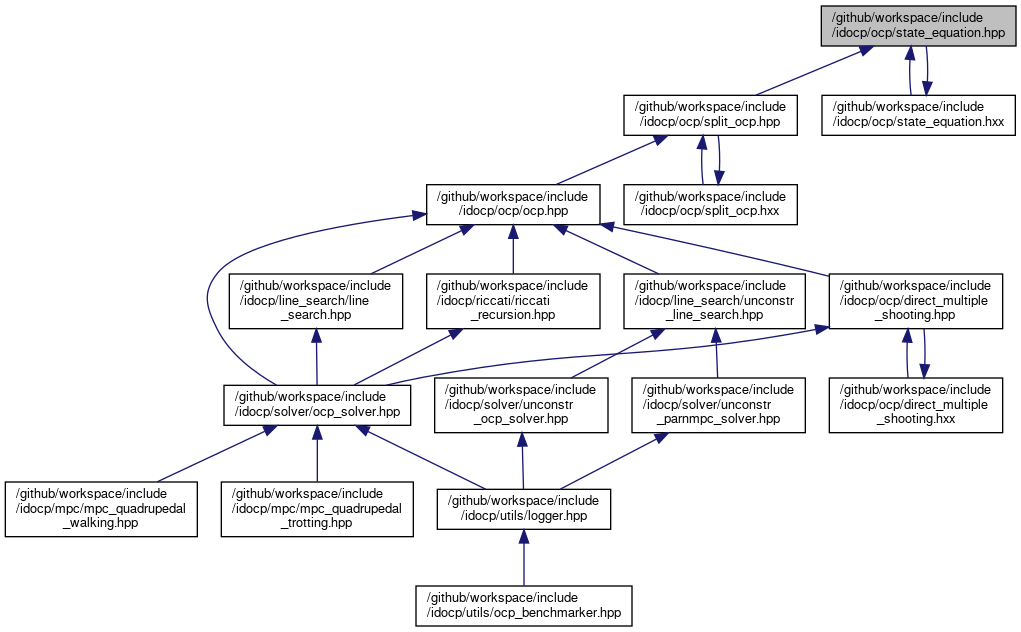 /github/workspace/include
/idocp/ocp/state_equation.hpp
/github/workspace/include
/idocp/ocp/split_ocp.hpp
/github/workspace/include
/idocp/ocp/state_equation.hxx
/github/workspace/include
/idocp/ocp/ocp.hpp
/github/workspace/include
/idocp/ocp/split_ocp.hxx
/github/workspace/include
/idocp/line_search/line
_search.hpp
/github/workspace/include
/idocp/riccati/riccati
_recursion.hpp
/github/workspace/include
/idocp/line_search/unconstr
_line_search.hpp
/github/workspace/include
/idocp/ocp/direct_multiple
_shooting.hpp
/github/workspace/include
/idocp/solver/ocp_solver.hpp
/github/workspace/include
/idocp/solver/unconstr
_ocp_solver.hpp
/github/workspace/include
/idocp/solver/unconstr
_parnmpc_solver.hpp
/github/workspace/include
/idocp/ocp/direct_multiple
_shooting.hxx
/github/workspace/include
/idocp/mpc/mpc_quadrupedal
_walking.hpp
/github/workspace/include
/idocp/mpc/mpc_quadrupedal
_trotting.hpp
/github/workspace/include
/idocp/utils/logger.hpp
/github/workspace/include
/idocp/utils/ocp_benchmarker.hpp